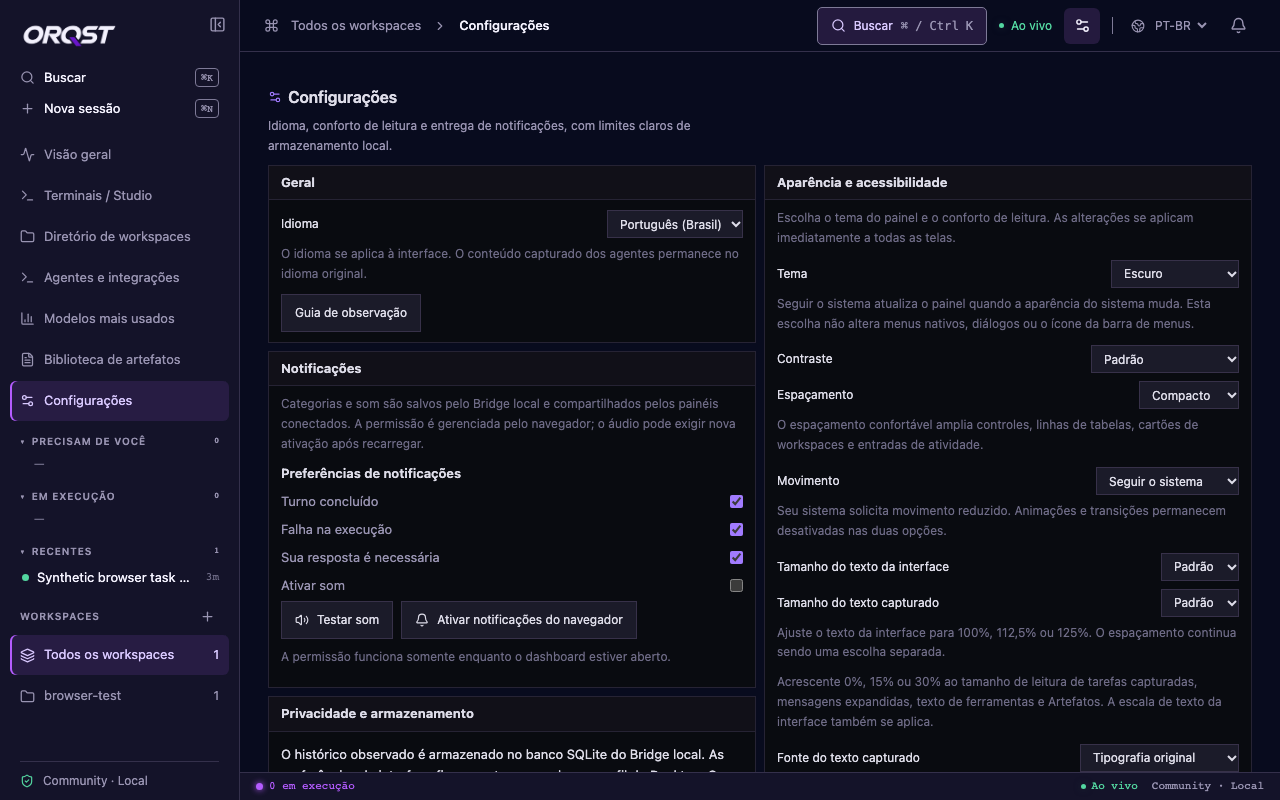 ORQST
Buscar ⌘K
Nova sessão ⌘N
Visão geral
Terminais / Studio
Diretório de workspaces
Agentes e integrações
Modelos mais usados
Biblioteca de artefatos
Configurações
PRECISAM DE VOCÊ 0
—
EM EXECUÇÃO 0
—
RECENTES 1
Synthetic browser task ... 3m
WORKSPACES +
Todos os workspaces 1
browser-test 1
Community · Local
⌘ Todos os workspaces > Configurações
Buscar ⌘ / Ctrl K
Ao vivo
PT-BR
Configurações
Idioma, conforto de leitura e entrega de notificações, com limites claros de
armazenamento local.
Geral
Idioma Português (Brasil)
O idioma se aplica à interface. O conteúdo capturado dos agentes permanece no
idioma original.
Guia de observação
Notificações
Categorias e som são salvos pelo Bridge local e compartilhados pelos painéis
conectados. A permissão é gerenciada pelo navegador; o áudio pode exigir nova
ativação após recarregar.
Preferências de notificações
Turno concluído
Falha na execução
Sua resposta é necessária
Ativar som
Testar som Ativar notificações do navegador
A permissão funciona somente enquanto o dashboard estiver aberto.
Privacidade e armazenamento
O histórico observado é armazenado no banco SQLite do Bridge local. As
Aparência e acessibilidade
Escolha o tema do painel e o conforto de leitura. As alterações se aplicam
imediatamente a todas as telas.
Tema Escuro
Seguir o sistema atualiza o painel quando a aparência do sistema muda. Esta
escolha não altera menus nativos, diálogos ou o ícone da barra de menus.
Contraste Padrão
Espaçamento Compacto
O espaçamento confortável amplia controles, linhas de tabelas, cartões de
workspaces e entradas de atividade.
Movimento Seguir o sistema
Seu sistema solicita movimento reduzido. Animações e transições permanecem
desativadas nas duas opções.
Tamanho do texto da interface Padrão
Tamanho do texto capturado Padrão
Ajuste o texto da interface para 100%, 112,5% ou 125%. O espaçamento continua
sendo uma escolha separada.
Acrescente 0%, 15% ou 30% ao tamanho de leitura de tarefas capturadas,
mensagens expandidas, texto de ferramentas e Artefatos. A escala de texto da
interface também se aplica.
Fonte do texto capturado Tipografia original
0 em execução
Ao vivo Community · Local